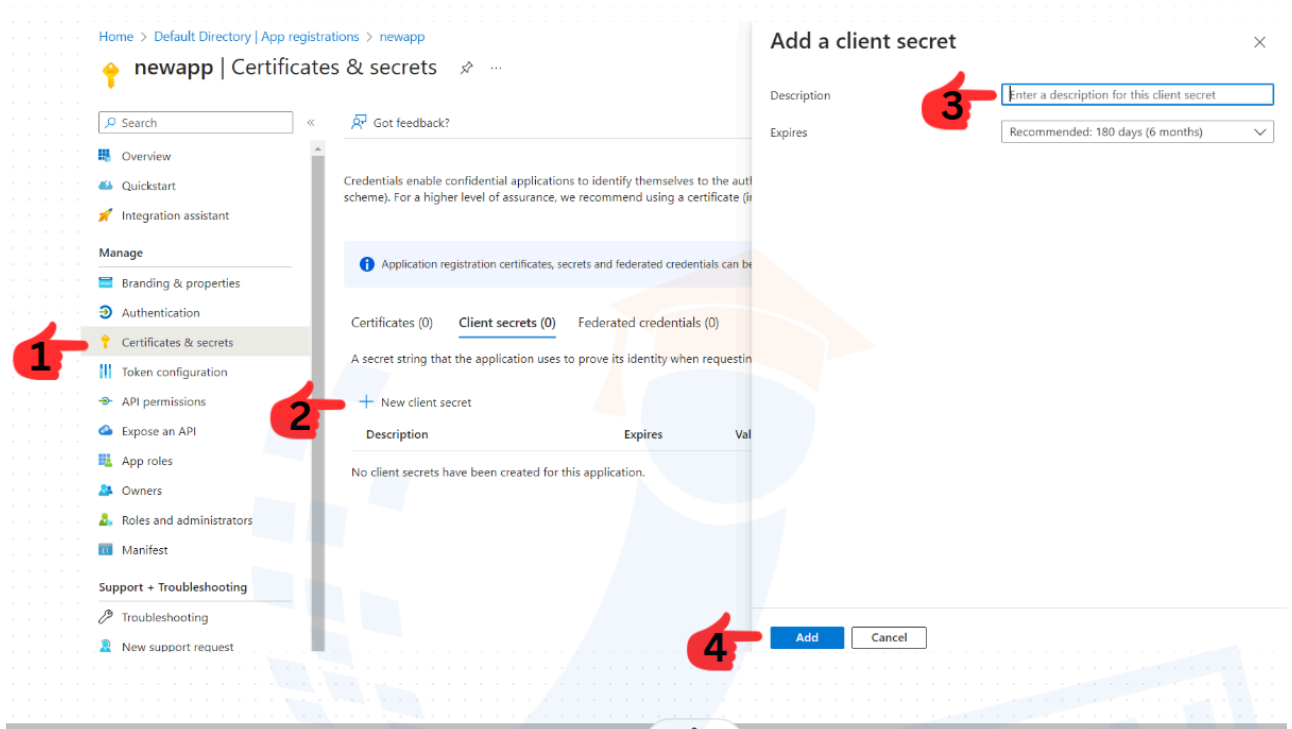 Home > Default Directory | App registrations > newapp
newapp | Certificates & secrets
Search
Overview
Quickstart
Integration assistant
Manage
Branding & properties
Authentication
Certificates & secrets
Token configuration
API permissions
Expose an API
App roles
Owners
Roles and administrators
Manifest
Support + Troubleshooting
Troubleshooting
New support request
1
Got feedback?
Credentials enable confidential applications to identify themselves to the
scheme). For a higher level of assurance, we recommend using a certificate
Application registration certificates, secrets and federated credentials can be
Certificates (0) Client secrets (0) Federated credentials (0)
A secret string that the application uses to prove its identity when
2
New client secret
Description Expires
No client secrets have been created for this application.
Add a client secret
Description
3
Enter a description for this client secret
Expires
Recommended: 180 days (6 months)
4
Add Cancel